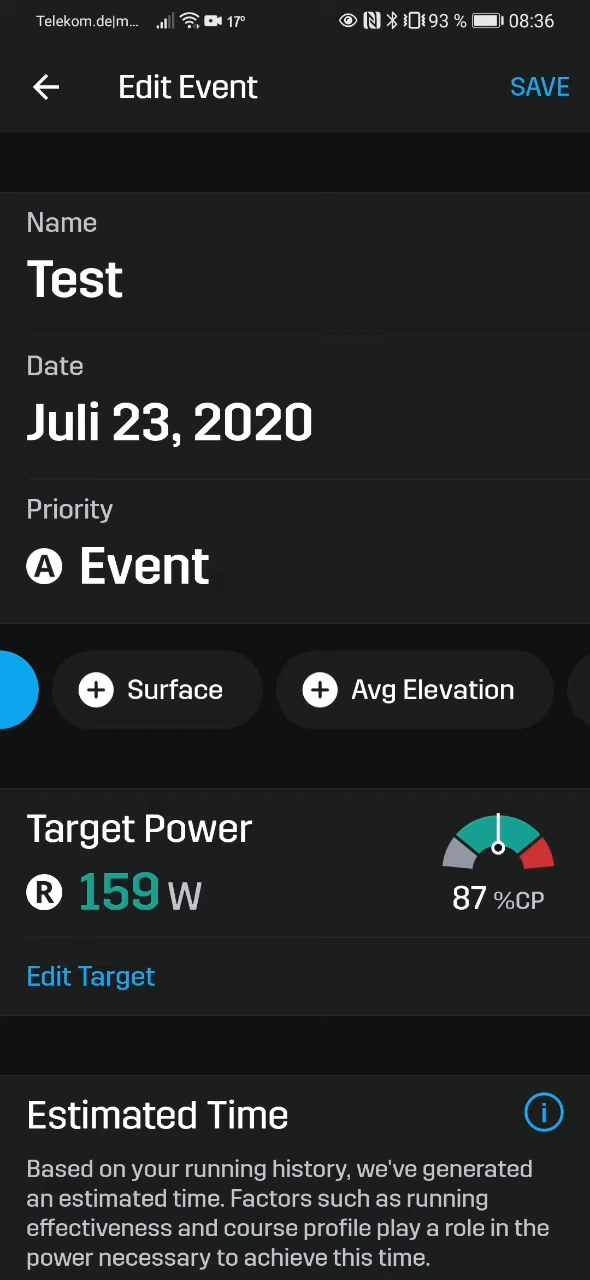 Telekom.de|m... 17° 93 % 08:36
Edit Event SAVE
Name
Test
Date
Juli 23, 2020
Priority
A Event
Surface Avg Elevation
Target Power
R 159 W
87 %CP
Edit Target
Estimated Time
Based on your running history, we've generated
an estimated time. Factors such as running
effectiveness and course profile play a role in the
power necessary to achieve this time.